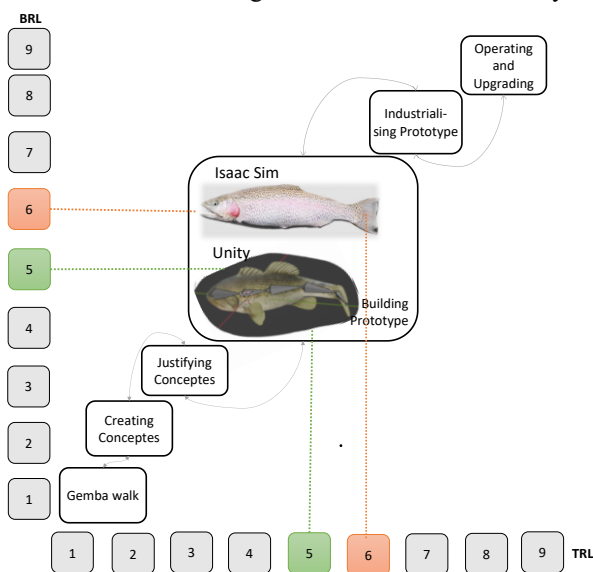 BRL
9
8
7
6
5
4
3
2
1
Operating
and
Upgrading
Industriali-
sing Prototype
Isaac Sim
Unity
Building
Prototype
Justifying
Conceptes
Creating
Conceptes
Gemba walk
1 2 3 4 5 6 7 8 9 TRL